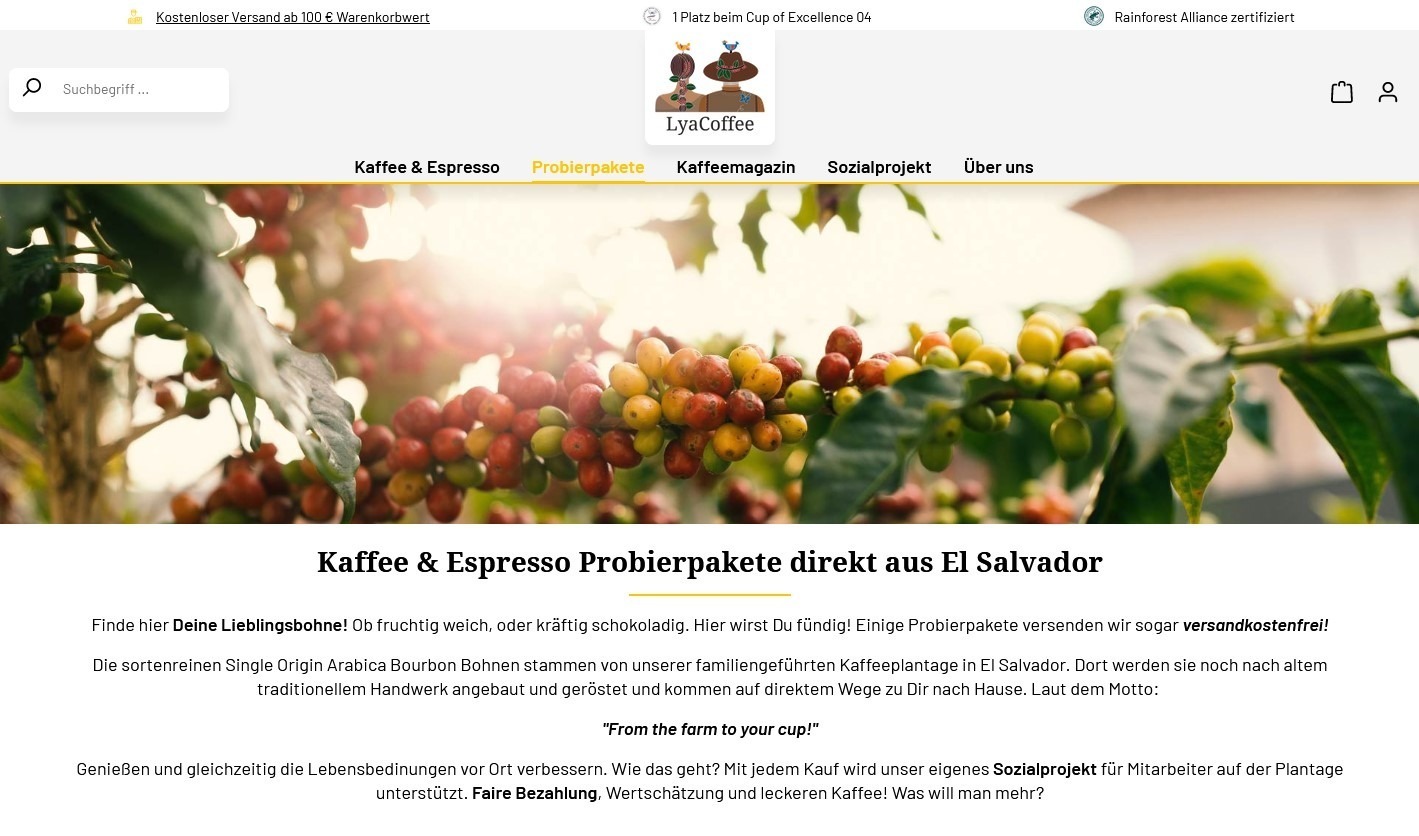 Kostenloser Versand ab 100 € Warenkorbwert
1 Platz beim Cup of Excellence 04
Rainforest Alliance zertifiziert
Suchbegriff ...
LyaCoffee
Kaffee & Espresso
Probierpakete
Kaffeemagazin
Sozialprojekt
Über uns
Kaffee & Espresso Probierpakete direkt aus El Salvador
Finde hier Deine Lieblingsbohne! Ob fruchtig weich, oder kräftig schokoladig. Hier wirst Du fündig! Einige Probierpakete versenden wir sogar versandkostenfrei!
Die sortenreinen Single Origin Arabica Bourbon Bohnen stammen von unserer familiengeführten Kaffeeplantage in El Salvador. Dort werden sie noch nach altem
traditionellem Handwerk angebaut und geröstet und kommen auf direktem Wege zu Dir nach Hause. Laut dem Motto:
"From the farm to your cup!"
Genießen und gleichzeitig die Lebensbedinungen vor Ort verbessern. Wie das geht? Mit jedem Kauf wird unser eigenes Sozialprojekt für Mitarbeiter auf der Plantage
unterstützt. Faire Bezahlung, Wertschätzung und leckeren Kaffee! Was will man mehr?